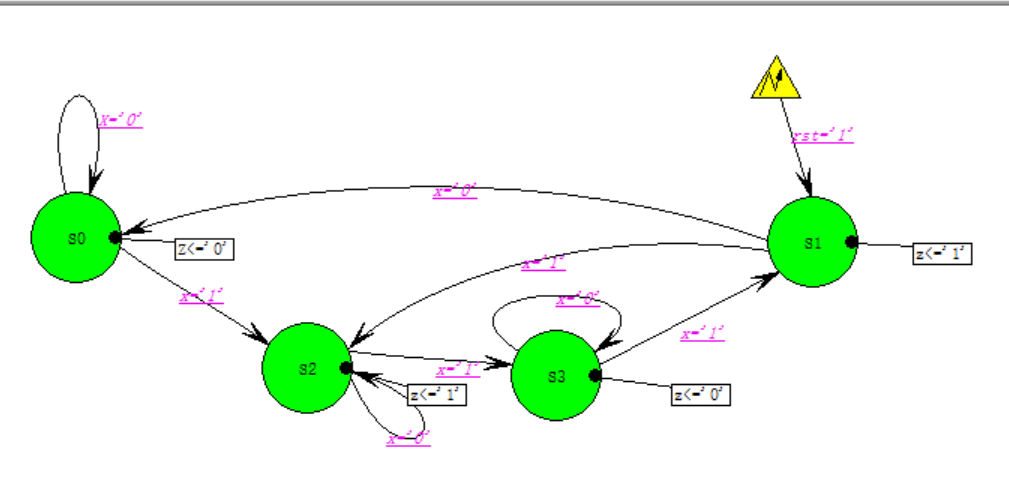 X='0'
rst='1'
x='0'
S0
Z<='0'
S1
z<='1'
x='1'
x='1'
x='0'
x='1'
S2
x='1'
S3
z<='1'
z<='0'
x='0'